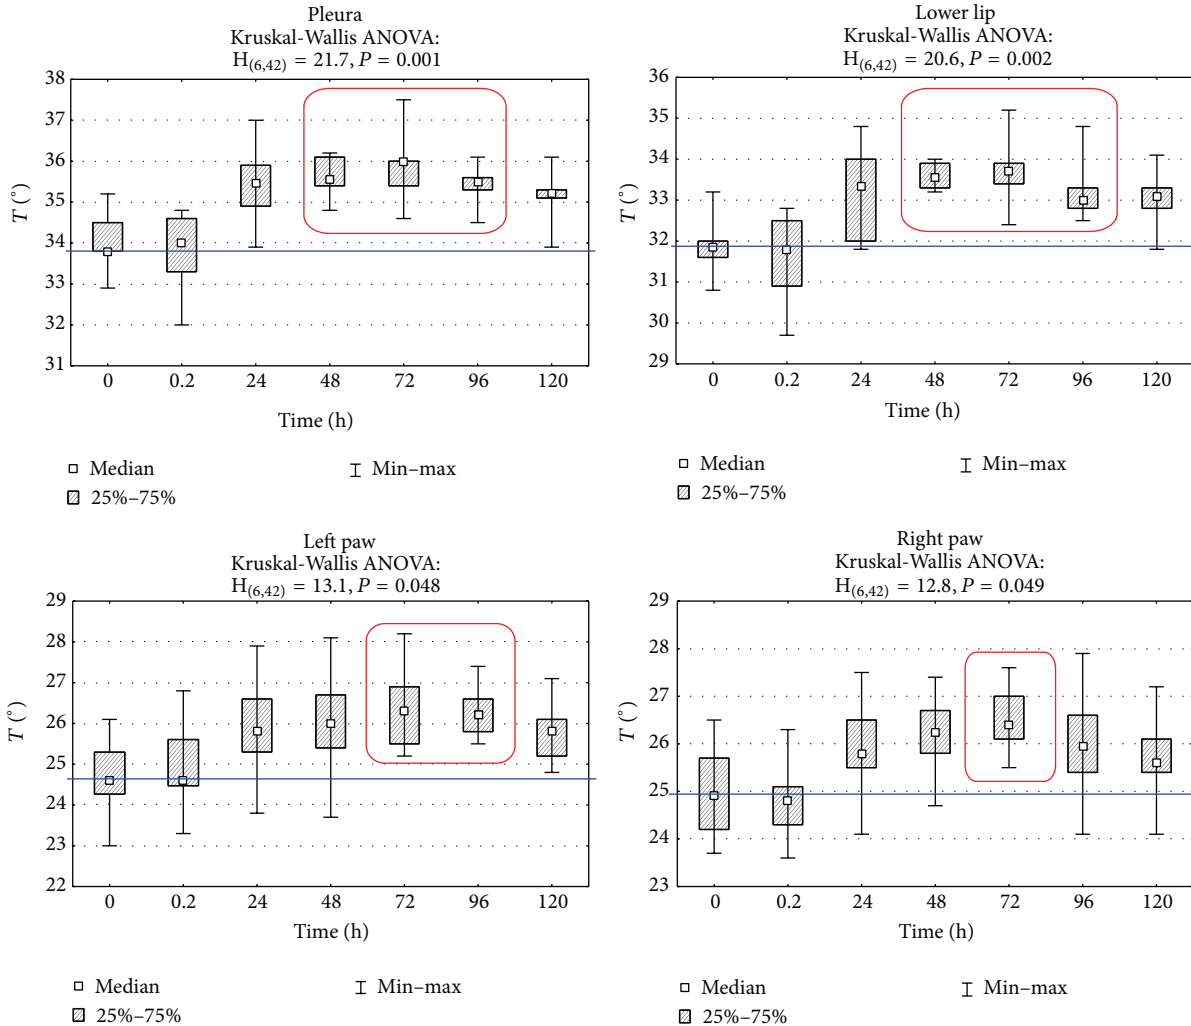 Pleura
Kruskal-Wallis ANOVA:
H(6,42) = 21.7, P = 0.001
38
37
36
35
34
33
32
31
T (°)
0 0.2 24 48 72 96 120
Time (h)
Median
Min–max
25%–75%
Lower lip
Kruskal-Wallis ANOVA:
H(6,42) = 20.6, P = 0.002
36
35
34
33
32
31
30
29
T (°)
0 0.2 24 48 72 96 120
Time (h)
Median
Min–max
25%–75%
Left paw
Kruskal-Wallis ANOVA:
H(6,42) = 13.1, P = 0.048
29
28
27
26
25
24
23
22
T (°)
0 0.2 24 48 72 96 120
Time (h)
Median
Min–max
25%–75%
Right paw
Kruskal-Wallis ANOVA:
H(6,42) = 12.8, P = 0.049
29
28
27
26
25
24
23
T (°)
0 0.2 24 48 72 96 120
Time (h)
Median
Min–max
25%–75%